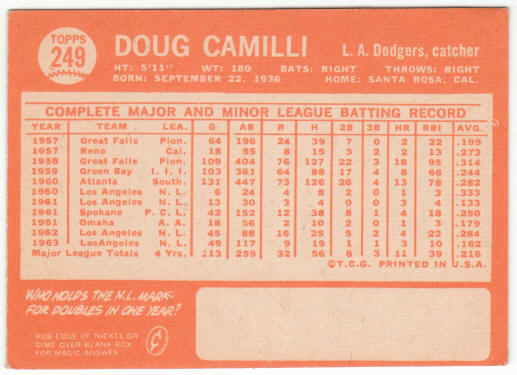 TOPPS
249
DOUG CAMILLI L. A. Dodgers, catcher
HT: 5'11" WT: 180 BATS: RIGHT THROWS: RIGHT
BORN: SEPTEMBER 22, 1936 HOME: SANTA ROSA, CAL.
COMPLETE MAJOR AND MINOR LEAGUE BATTING RECORD
YEAR TEAM LEA. G AB R H 2B 3B HR RBI AVG.
1957 Great Falls Pion. 64 196 24 39 7 0 2 22 .199
1957 Reno Cal. 18 55 8 15 3 2 2 13 .273
1958 Great Falls Pion. 109 404 76 127 22 3 18 95 .314
1959 Green Bay I. I. I. 103 361 64 88 17 4 8 66 .244
1960 Atlanta South. 131 447 73 126 26 4 13 78 .282
1960 Los Angeles N. L. 6 24 4 8 2 0 1 3 .333
1961 Los Angeles N. L. 13 30 3 4 0 0 3 4 .133
1961 Spokane P. C. L. 42 152 12 38 8 1 4 18 .250
1961 Omaha A. A. 18 56 2 10 2 0 1 3 .179
1962 Los Angeles N. L. 45 88 16 25 5 2 4 22 .284
1963 LosAngeles N. L. 49 117 9 19 1 1 3 10 .162
Major League Totals 4 Yrs. 113 259 32 56 8 3 11 39 .216
©T.C.G. PRINTED IN U.S.A.
WHO HOLDS THE N.L. MARK
FOR DOUBLES IN ONE YEAR?
RUB EDGE OF NICKEL OR
DIME OVER BLANK BOX
FOR MAGIC ANSWER